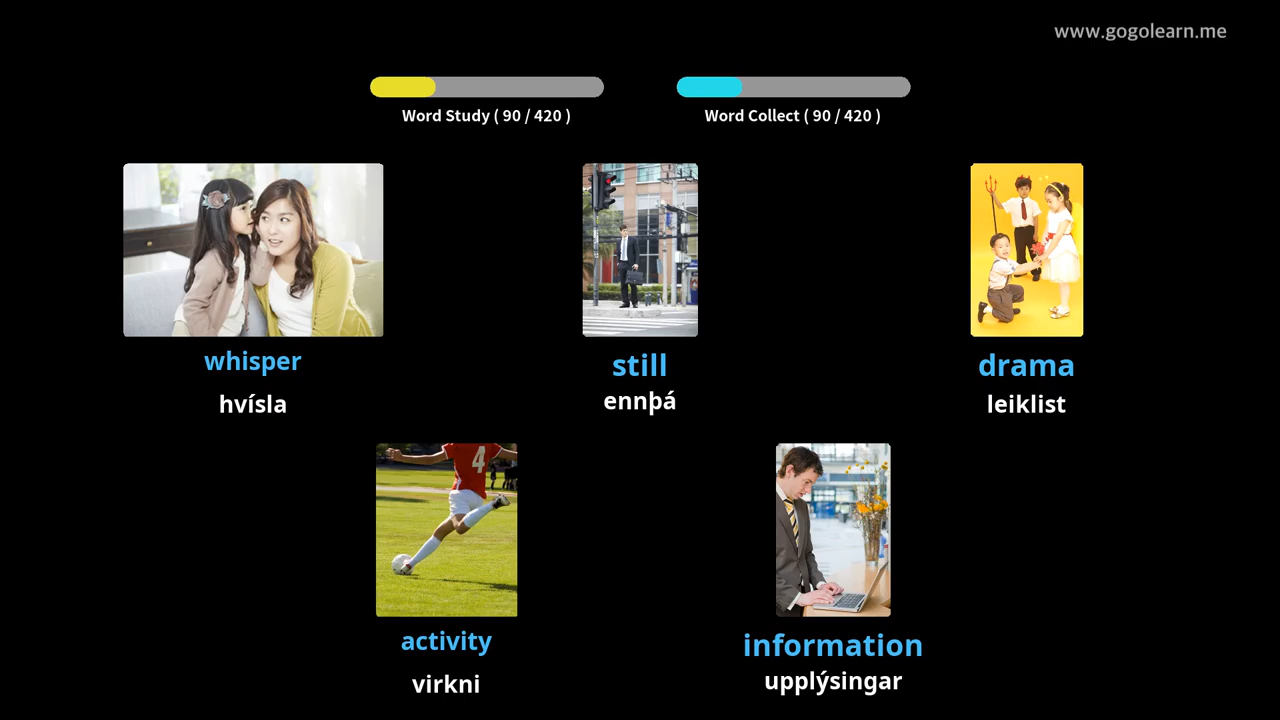 www.gogolearn.me
Word Study ( 90 / 420 )
Word Collect ( 90 / 420 )
whisper
hvísla
still
ennþá
drama
leiklist
4
activity
virkni
information
upplýsingar